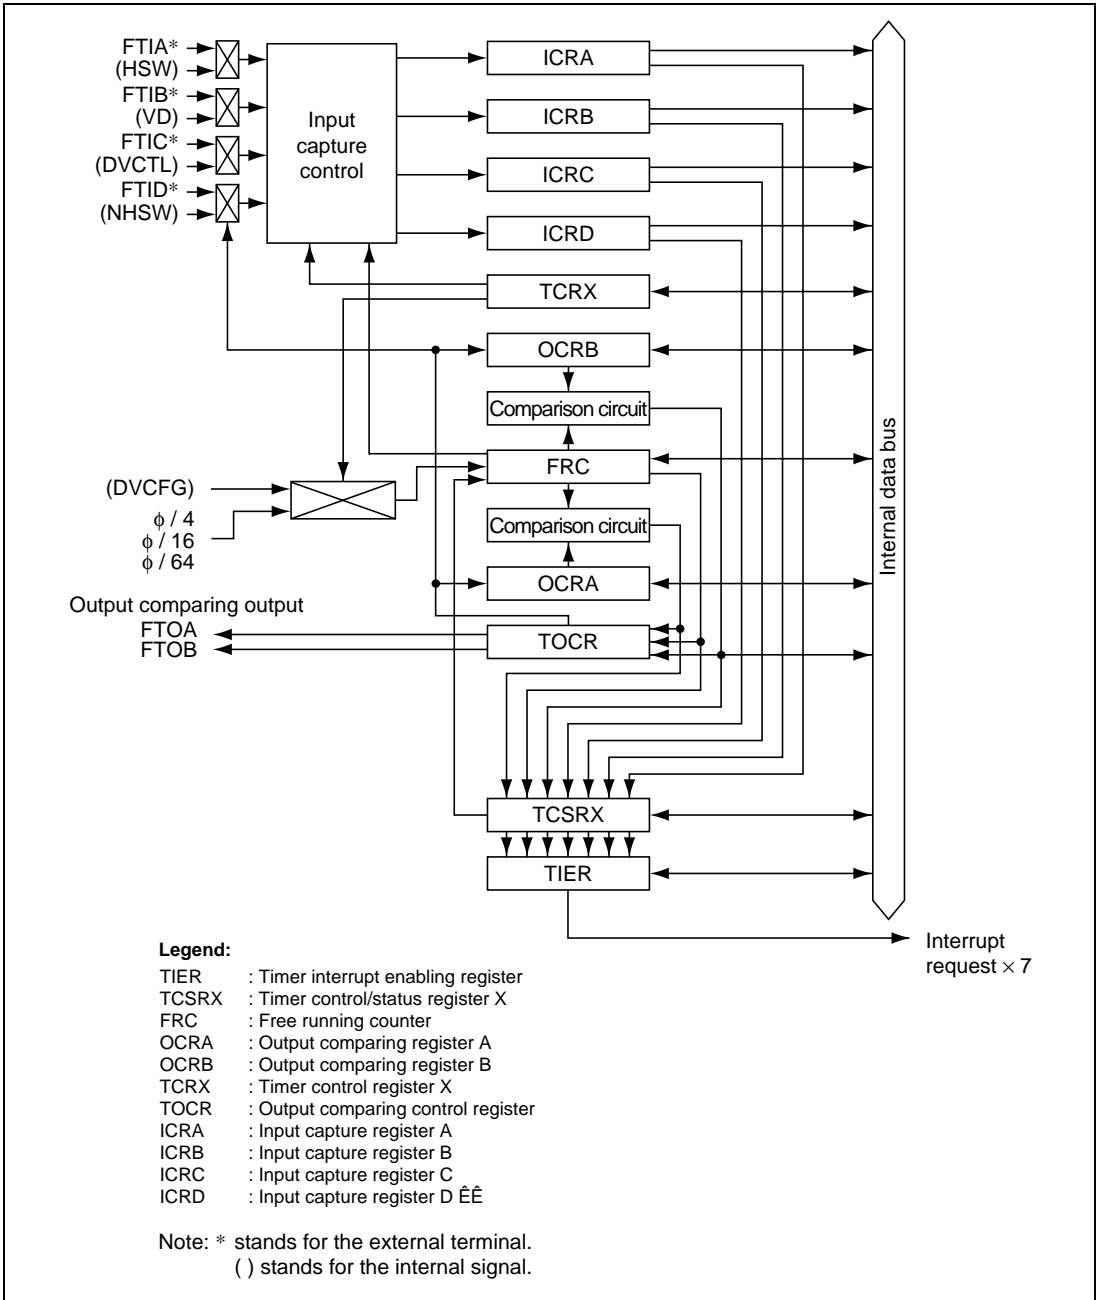 FTIA*
(HSW)
FTIB*
(VD)
FTIC*
(DVCTL)
FTID*
(NHSW)
Input
capture
control
ICRA
ICRB
ICRC
ICRD
TCRX
OCRB
Comparison circuit
FRC
Comparison circuit
OCRA
TOCR
(DVCFG)
ϕ / 4
ϕ / 16
ϕ / 64
Output comparing output
FTOA
FTOB
TCSRX
TIER
Internal data bus
Interrupt
request × 7
Legend:
TIER : Timer interrupt enabling register
TCSRX : Timer control/status register X
FRC : Free running counter
OCRA : Output comparing register A
OCRB : Output comparing register B
TCRX : Timer control register X
TOCR : Output comparing control register
ICRA : Input capture register A
ICRB : Input capture register B
ICRC : Input capture register C
ICRD : Input capture register D ÊÊ
Note: * stands for the external terminal.
( ) stands for the internal signal.